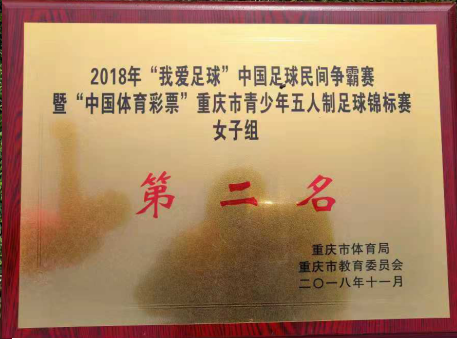 2018年“我爱足球”中国足球民间争霸赛
暨“中国体育彩票”重庆市青少年五人制足球锦标赛
女子组
第二名
重庆市体育局
重庆市教育委员会
二〇一八年十一月